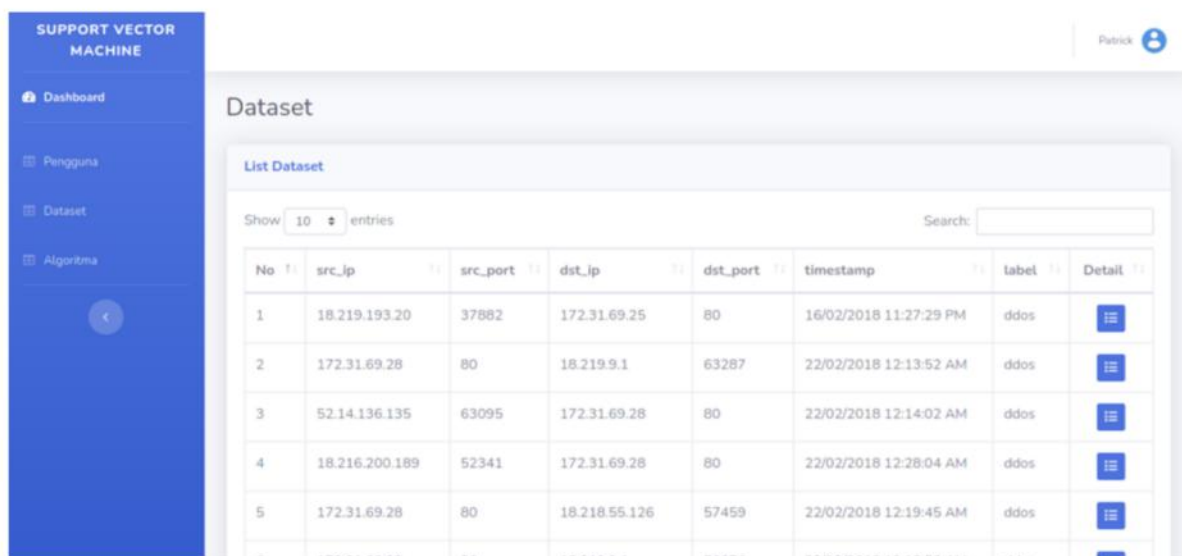 SUPPORT VECTOR
MACHINE
Patrick
Dashboard
Pengguna
Dataset
Algoritma
Dataset
List Dataset
Show 10 entries
Search:
No src_ip src_port dst_ip dst_port timestamp label Detail
1 18.219.193.20 37882 172.31.69.25 80 16/02/2018 11:27:29 PM ddos
2 172.31.69.28 80 18.219.9.1 63287 22/02/2018 12:13:52 AM ddos
3 52.14.136.135 63095 172.31.69.28 80 22/02/2018 12:14:02 AM ddos
4 18.216.200.189 52341 172.31.69.28 80 22/02/2018 12:28:04 AM ddos
5 172.31.69.28 80 18.218.55.126 57459 22/02/2018 12:19:45 AM ddos